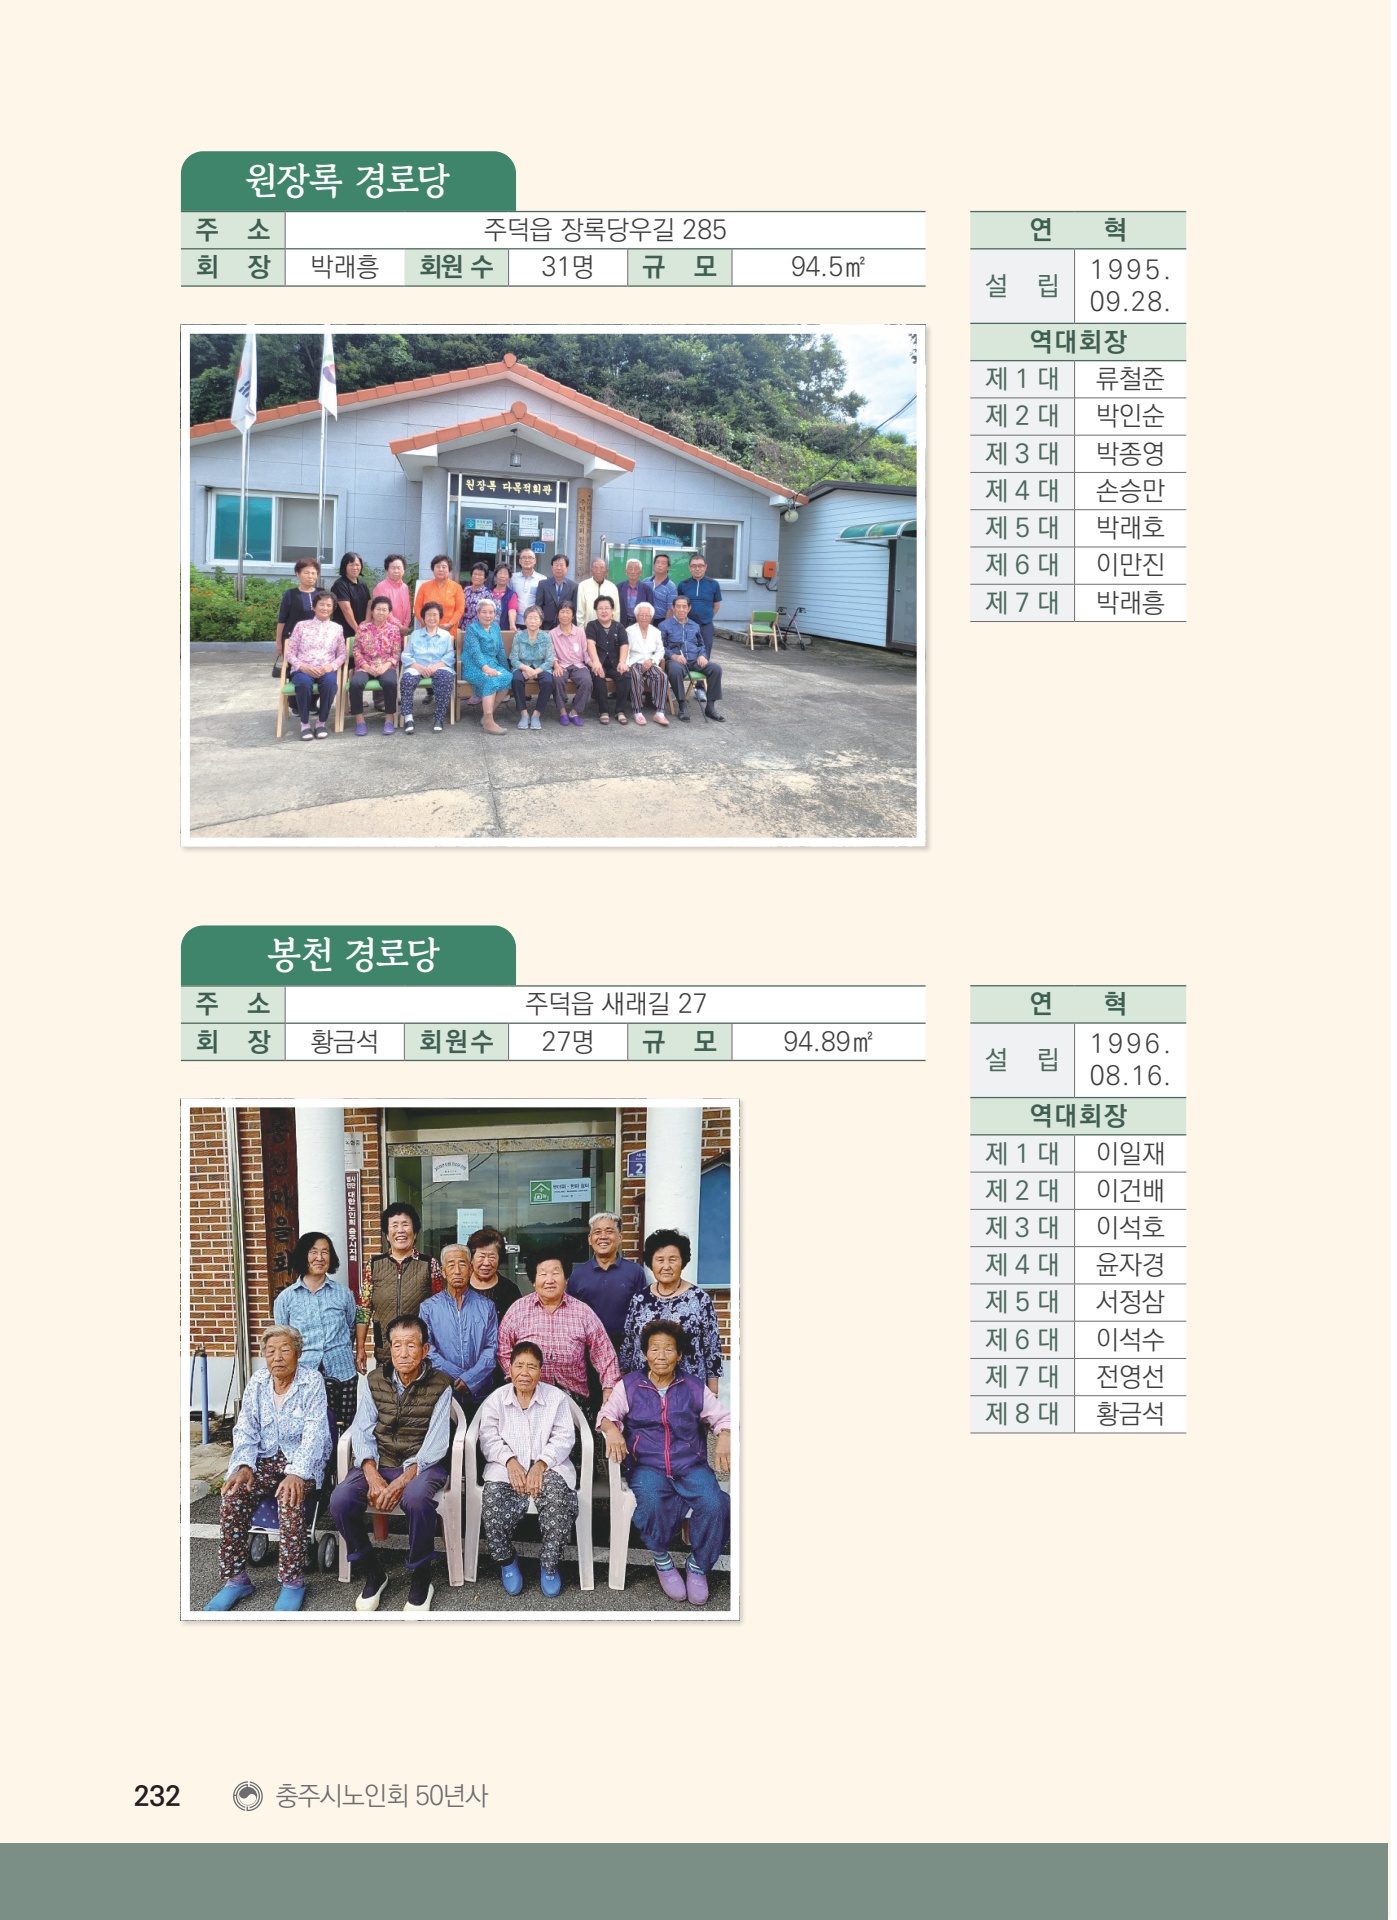 원장록 경로당
주 소 주덕읍 장록당우길 285
회 장 박래흥 회원 수 31명 규 모 94.5㎡
연 혁
설 립 1995. 09.28.
역대회장
제 1 대 류철준
제 2 대 박인순
제 3 대 박종영
제 4 대 손승만
제 5 대 박래호
제 6 대 이만진
제 7 대 박래흥
원장록 다목적회관
봉천 경로당
주 소 주덕읍 새래길 27
회 장 황금석 회원수 27명 규 모 94.89㎡
연 혁
설 립 1996. 08.16.
역대회장
제 1 대 이일재
제 2 대 이건배
제 3 대 이석호
제 4 대 윤자경
제 5 대 서정삼
제 6 대 이석수
제 7 대 전영선
제 8 대 황금석
대한노인회 충주시지회
232 충주시노인회 50년사